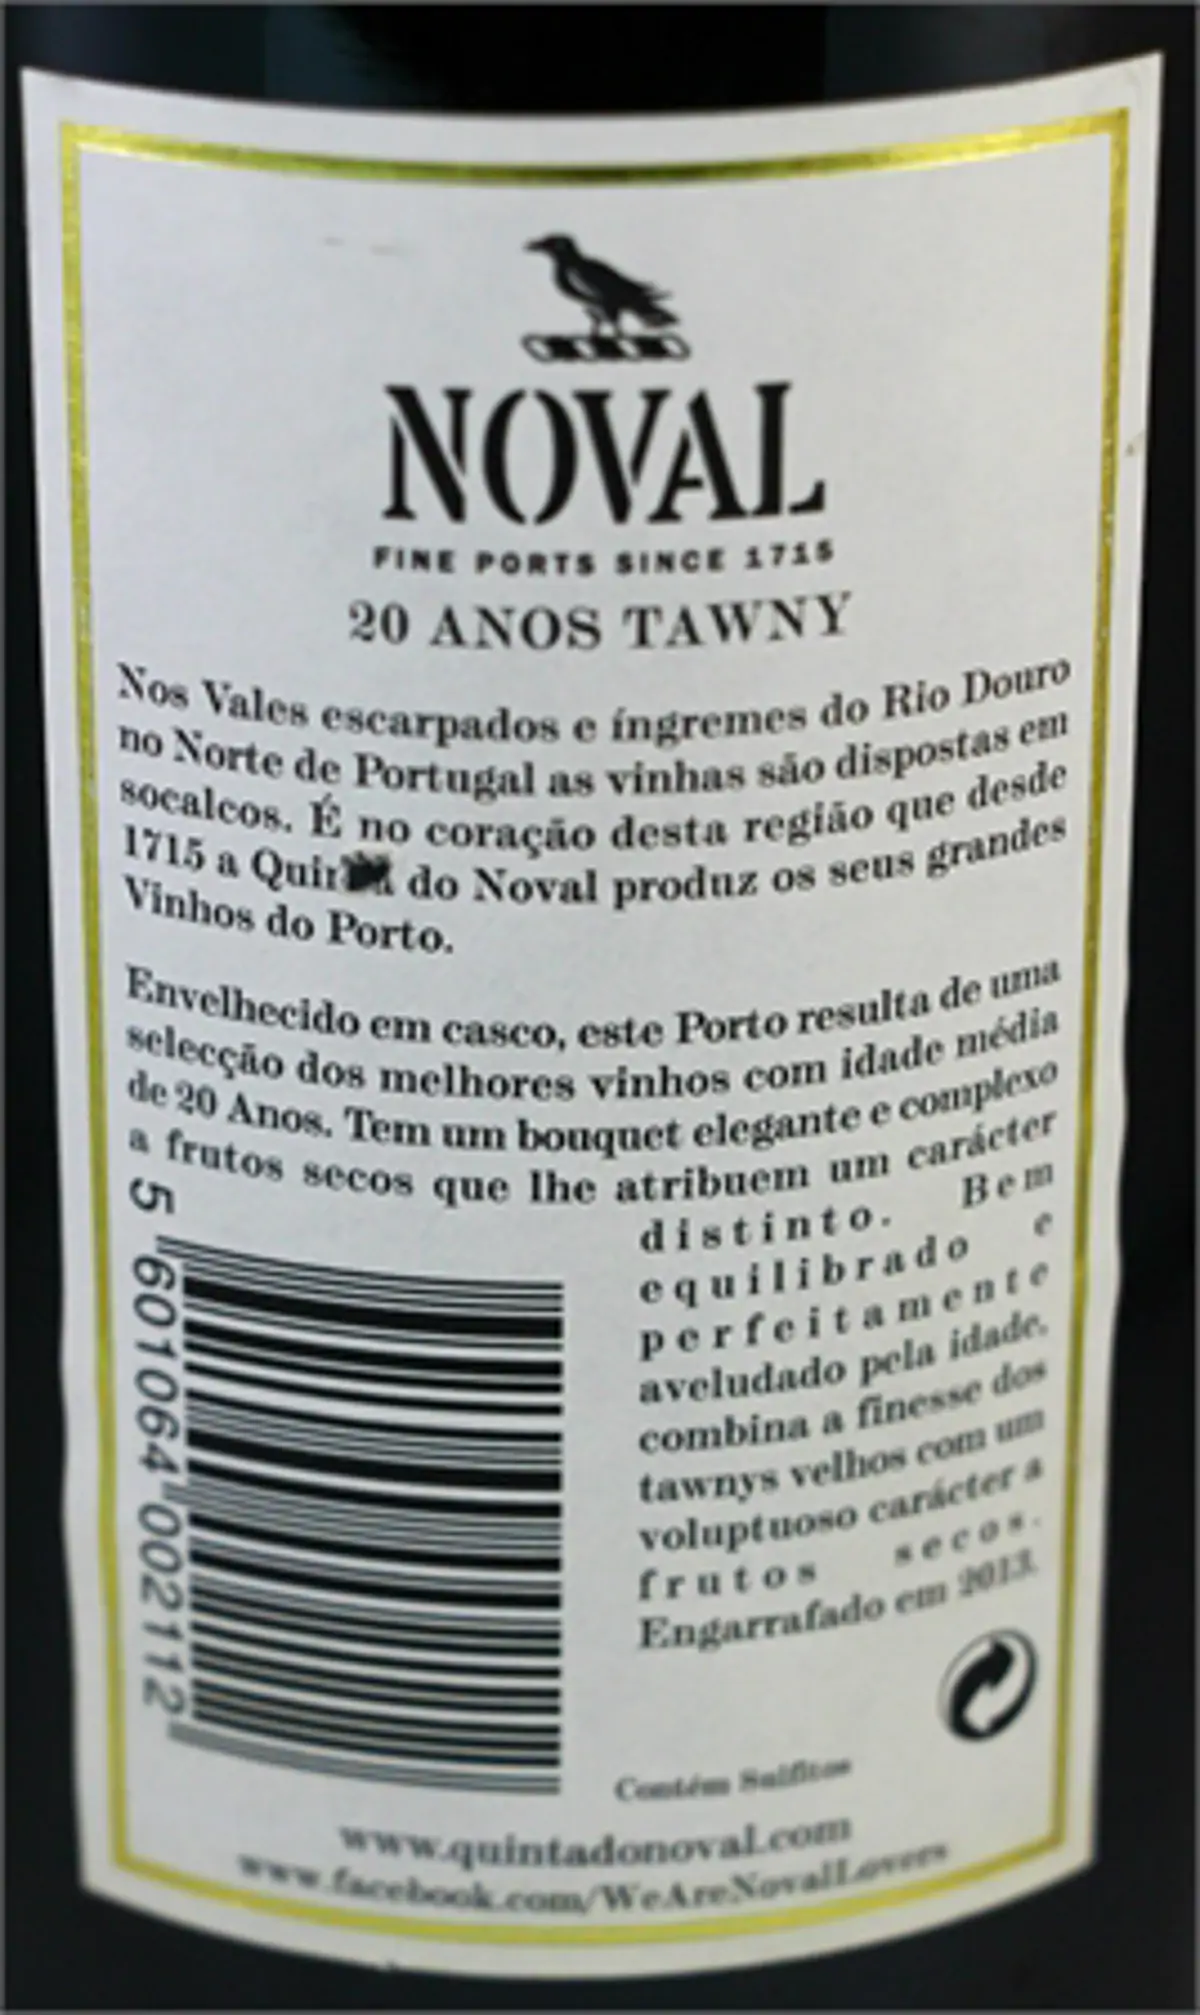 NOVAL
FINE PORTS SINCE 1715
20 ANOS TAWNY
Nos Vales escarpados e íngremes do Rio Douro
no Norte de Portugal as vinhas são dispostas em
socalcos. É no coração desta região que desde
1715 a Quinta do Noval produz os seus grandes
Vinhos do Porto.
Envelhecido em casco, este Porto resulta de uma
selecção dos melhores vinhos com idade média
de 20 Anos. Tem um bouquet elegante e complexo
a frutos secos que lhe atribuem um carácter
distinto. Bem
equilibrado e
perfeitamente
aveludado pela idade,
combina a finesse dos
tawnys velhos com um
voluptuoso carácter a
frutos secos.
Engarrafado em 2013.
5 601064 002112
Contém Sulfitos
www.quintadonoval.com
www.facebook.com/WeAreNovalLovers